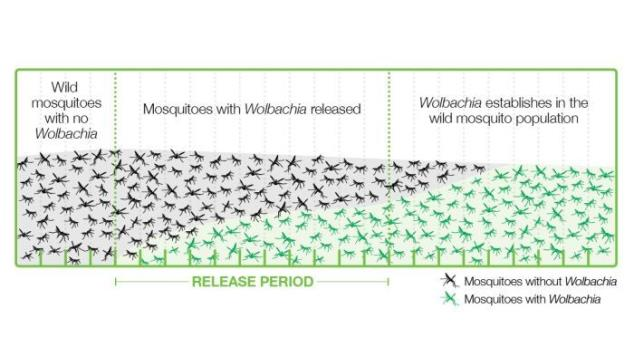 Wild
mosquitoes
with no
Wolbachia
Mosquitoes with Wolbachia released
Wolbachia establishes in the
wild mosquito population
RELEASE PERIOD
Mosquitoes without Wolbachia
Mosquitoes with Wolbachia